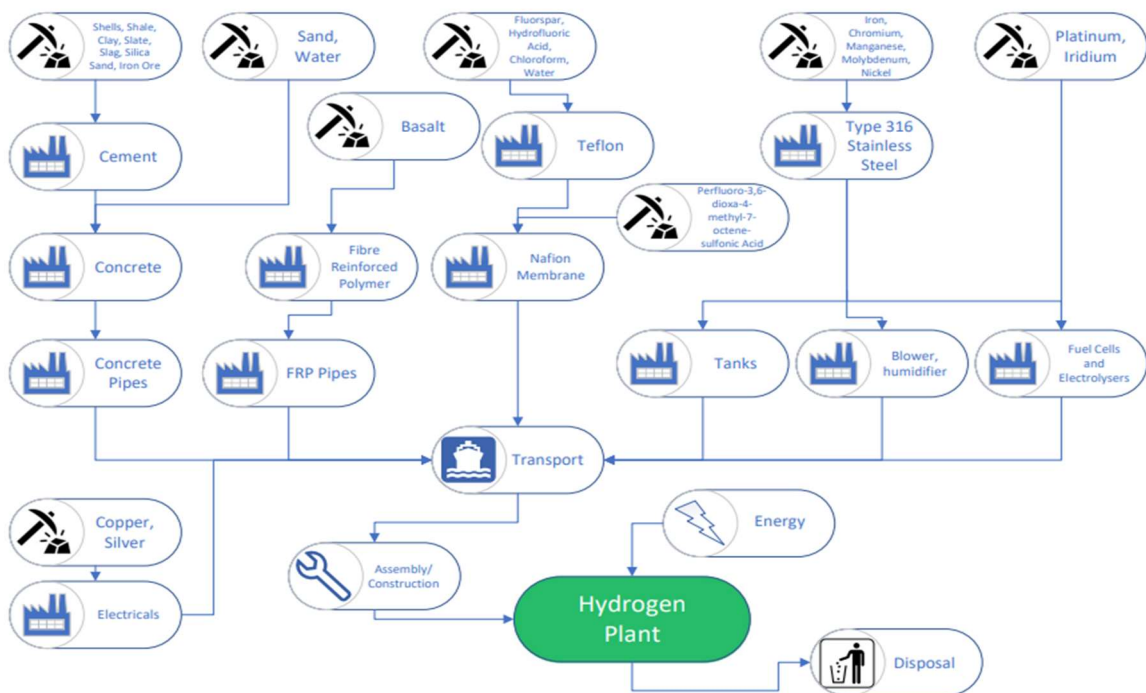 Shells, Shale,
Clay, Slate,
Slag, Silica
Sand, Iron Ore
Sand,
Water
Fluorspar,
Hydrofluoric
Acid,
Chloroform,
Water
Iron,
Chromium,
Manganese,
Molybdenum,
Nickel
Platinum,
Iridium
Basalt
Cement
Teflon
Type 316
Stainless
Steel
Perfluoro-3,6-
dioxa-4-
methyl-7-
octene-
sulfonic Acid
Concrete
Fibre
Reinforced
Polymer
Nafion
Membrane
Concrete
Pipes
FRP Pipes
Tanks
Blower,
humidifier
Fuel Cells
and
Electrolysers
Transport
Copper,
Silver
Energy
Assembly/
Construction
Electricals
Hydrogen
Plant
Disposal